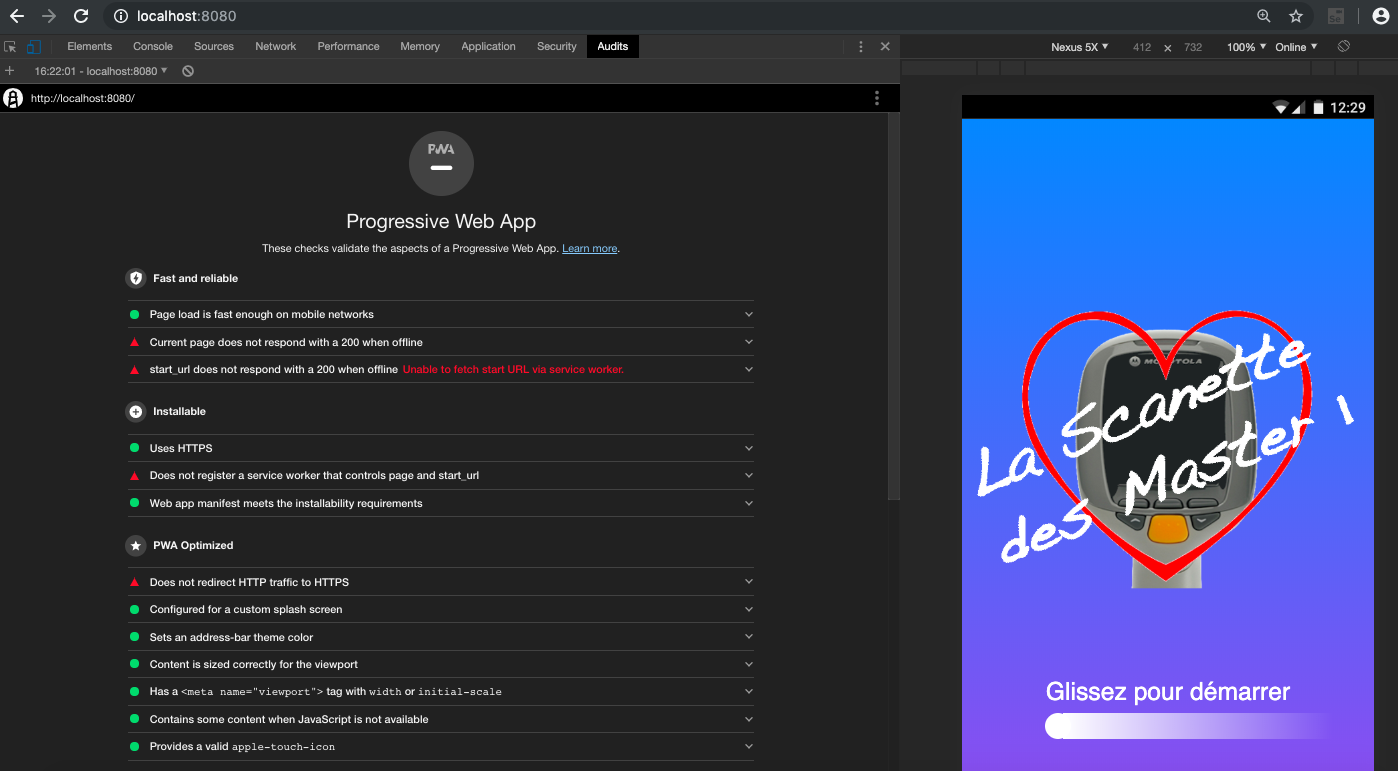 localhost:8080
Elements Console Sources Network Performance Memory Application Security Audits
Nexus 5X 412 × 732 100% Online
16:22:01 - localhost:8080
http://localhost:8080/
12:29
PWA
Progressive Web App
These checks validate the aspects of a Progressive Web App. Learn more.
Fast and reliable
Page load is fast enough on mobile networks
Current page does not respond with a 200 when offline
start_url does not respond with a 200 when offline Unable to fetch start URL via service worker.
Installable
Uses HTTPS
Does not register a service worker that controls page and start_url
Web app manifest meets the installability requirements
PWA Optimized
Does not redirect HTTP traffic to HTTPS
Configured for a custom splash screen
Sets an address-bar theme color
Content is sized correctly for the viewport
Has a <meta name="viewport"> tag with width or initial-scale
Contains some content when JavaScript is not available
Provides a valid apple-touch-icon
MOTOROLA
La Scanette
des Master 1
Glissez pour démarrer